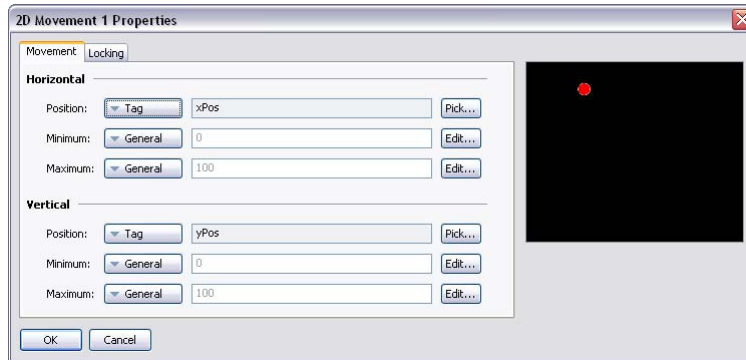 2D Movement 1 Properties
Movement Locking
Horizontal
Position: Tag xPos Pick...
Minimum: General 0 Edit...
Maximum: General 100 Edit...
Vertical
Position: Tag yPos Pick...
Minimum: General 0 Edit...
Maximum: General 100 Edit...
OK Cancel